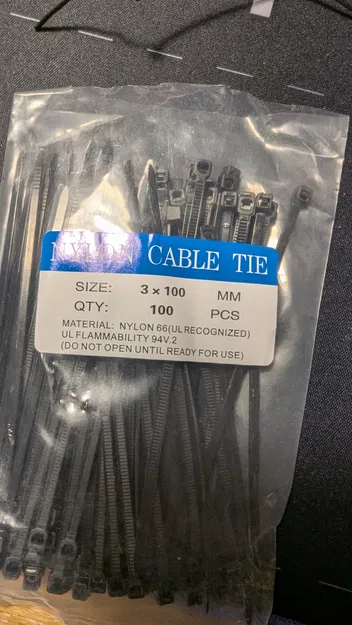 NYLON CABLE TIE
SIZE: 3 × 100 MM
QTY: 100 PCS
MATERIAL: NYLON 66(UL RECOGNIZED)
UL FLAMMABILITY 94V.2
(DO NOT OPEN UNTIL READY FOR USE)